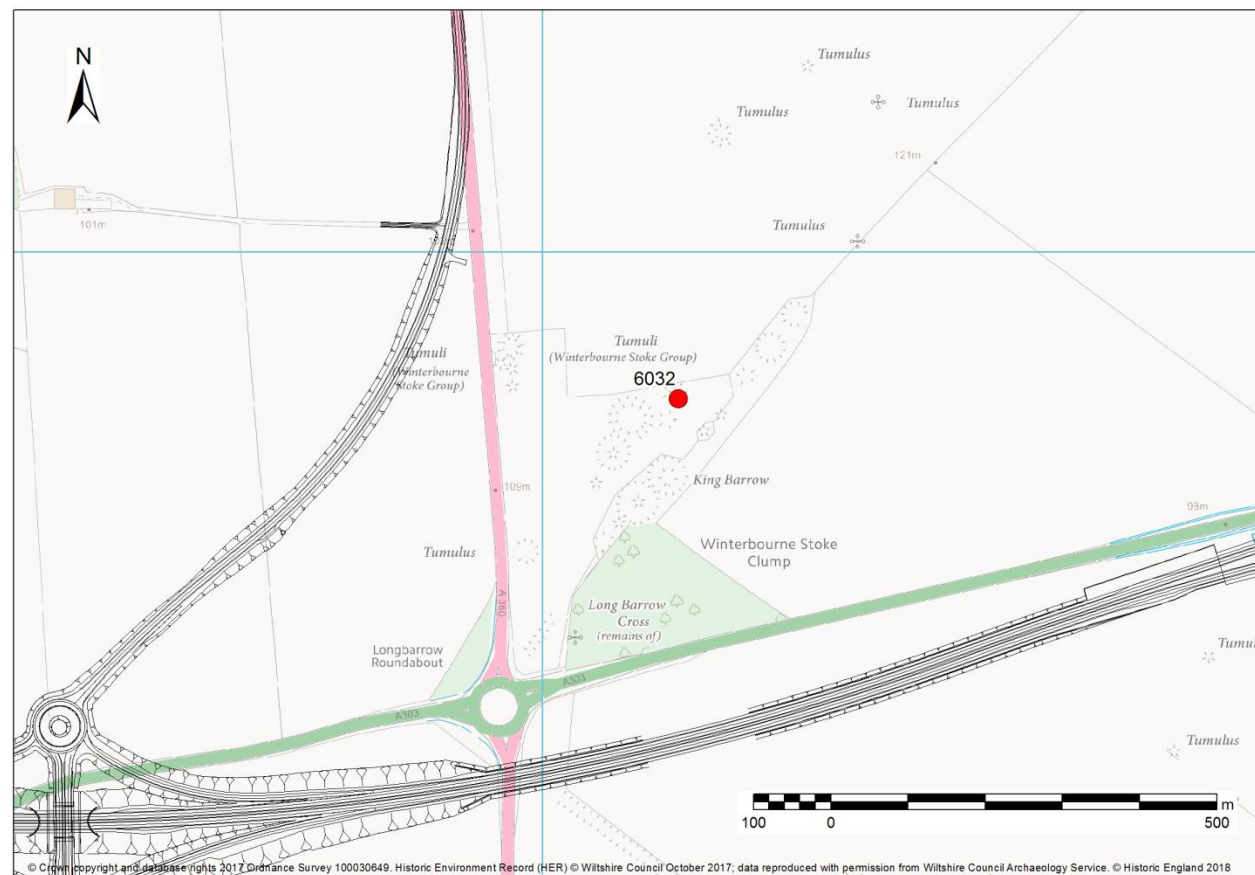 N
Tumulus
Tumulus
Tumulus
121m
101m
Tumulus
Tumuli
(Winterbourne Stoke Group)
Tumuli
(Winterbourne
Stoke Group)
6032
King Barrow
109m
98m
Winterbourne Stoke
Clump
Tumulus
A360
Long Barrow
Cross
(remains of)
Longbarrow
Roundabout
A303
A303
Tumul
Tumulus
100 0 500 m
© Crown copyright and database rights 2017 Ordnance Survey 100030649. Historic Environment Record (HER) © Wiltshire Council October 2017; data reproduced with permission from Wiltshire Council Archaeology Service. © Historic England 2018